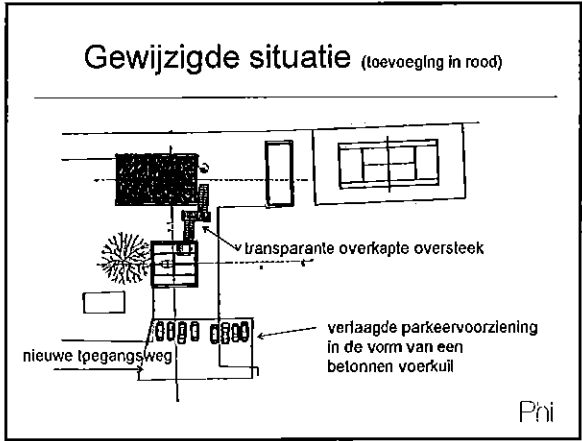 Gewijzigde situatie (toevoeging in rood)
transparante overkapte oversteek
verlaagde parkeervoorziening
in de vorm van een
betonnen voerkuil
nieuwe toegangsweg
Phi